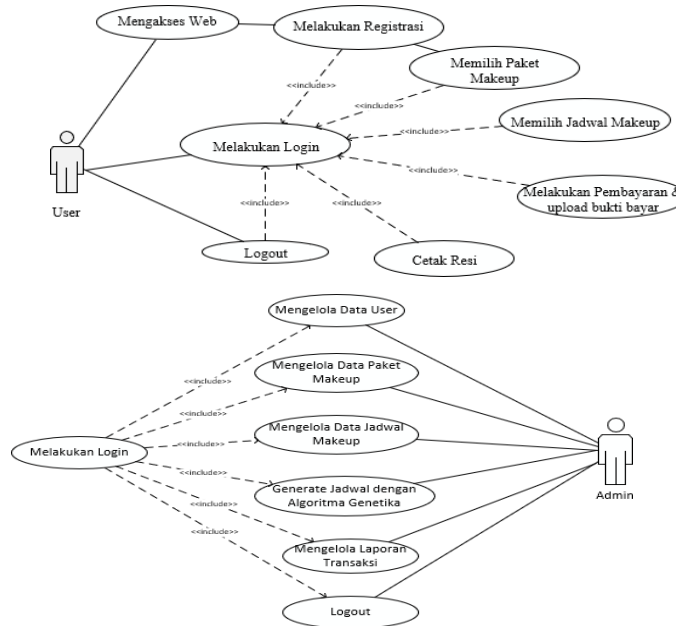 Mengakses Web
Melakukan Registrasi
Memilih Paket
Makeup
<<include>>
<<include>>
Memilih Jadwal Makeup
<<include>>
Melakukan Login
<<include>>
Melakukan Pembayaran &
upload bukti bayar
User
<<include>>
<<include>>
Logout
Cetak Resi
Mengelola Data User
Mengelola Data Paket
Makeup
<<include>>
<<include>>
Mengelola Data Jadwal
Makeup
<<include>>
Melakukan Login
<<include>>
Generate Jadwal dengan
Algoritma Genetika
Admin
<<include>>
<<include>>
Mengelola Laporan
Transaksi
Logout